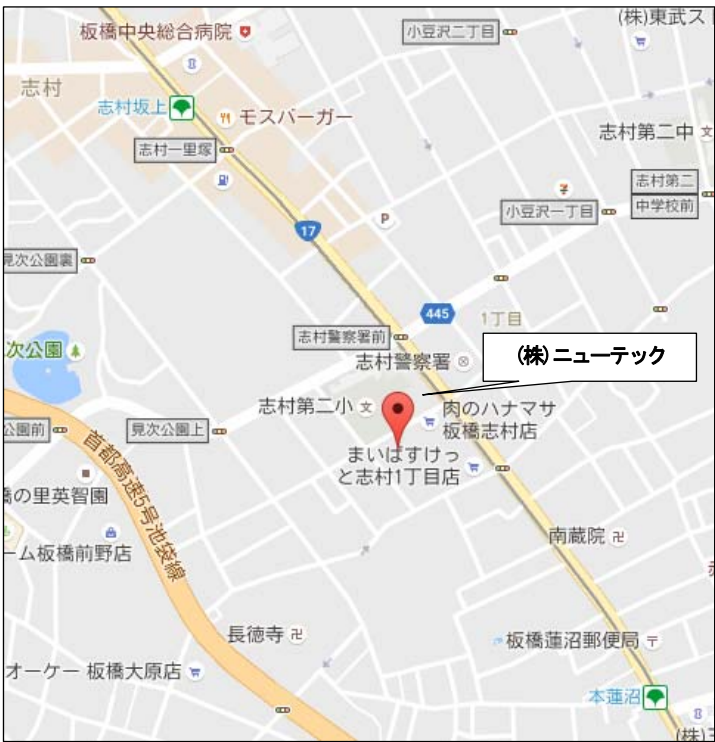 (株)東武ス
板橋中央総合病院
小豆沢二丁目
志村
志村坂上
モスバーガー
志村第二中
志村一里塚
志村第二
中学校前
小豆沢一丁目
17
P
見次公園裏
445
1丁目
志村警察署前
(株)ニューテック
次公園
志村警察署
志村第二小
肉のハナマサ
板橋志村店
公園前
見次公園上
まいばすけっ
と志村1丁目店
首都高速5号池袋線
橋の里英智園
南蔵院
ーム板橋前野店
長徳寺
板橋蓮沼郵便局
オーケー 板橋大原店
本蓮沼
(株)